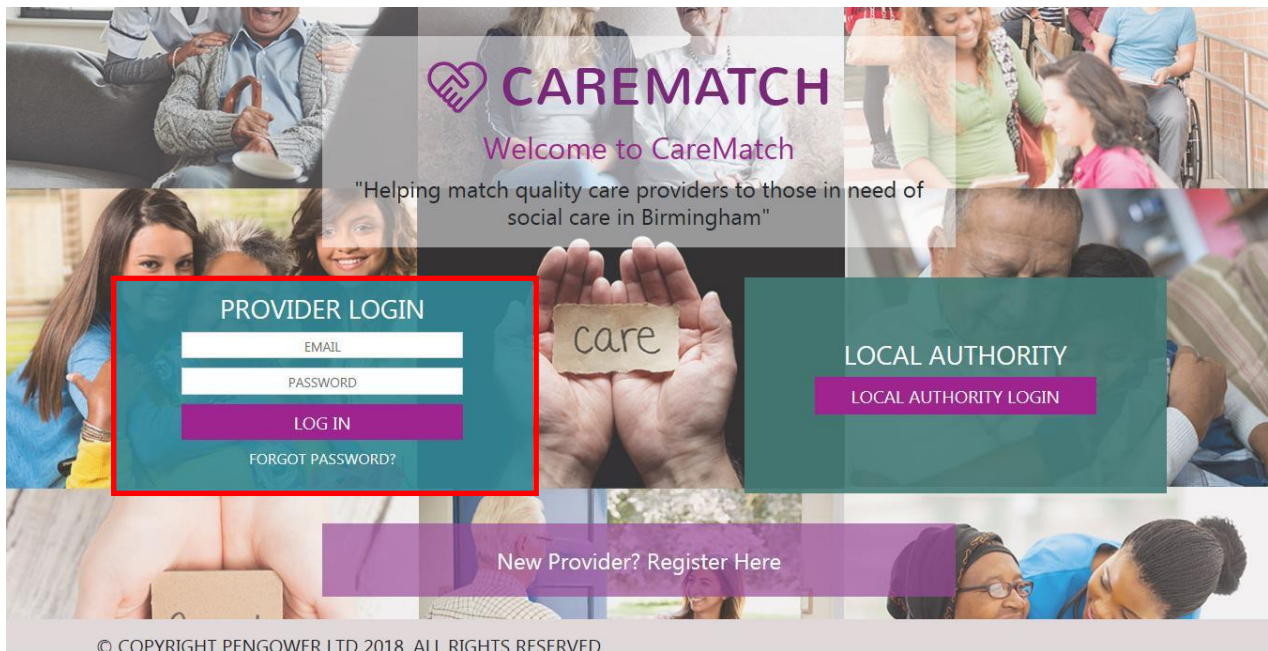 CAREMATCH
Welcome to CareMatch
"Helping match quality care providers to those in need of
social care in Birmingham"
PROVIDER LOGIN
EMAIL
PASSWORD
LOG IN
FORGOT PASSWORD?
care
LOCAL AUTHORITY
LOCAL AUTHORITY LOGIN
New Provider? Register Here
© COPYRIGHT PENGOWER LTD 2018. ALL RIGHTS RESERVED